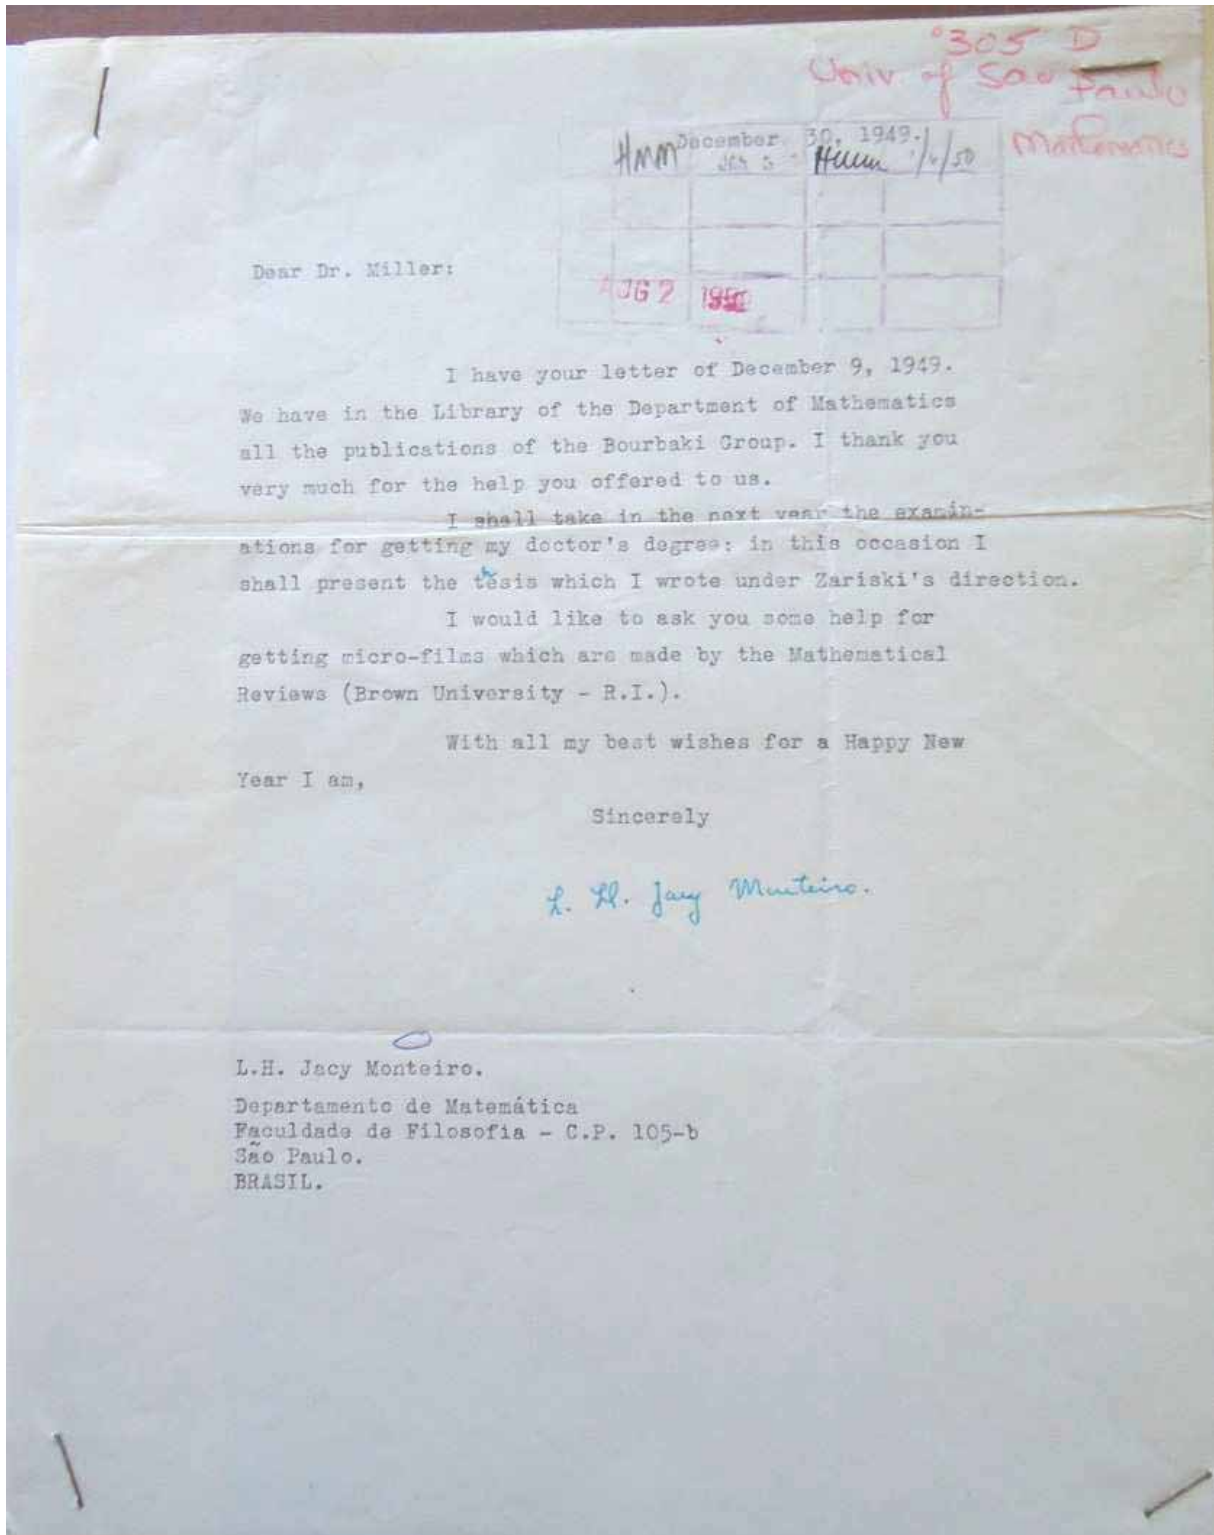 305 D
Univ. of Sao Paulo
Mathematics
December 30, 1949.
HMM JAN 5 HMM 1/6/50
Dear Dr. Miller:
AUG 2 1950
I have your letter of December 9, 1949.
We have in the Library of the Department of Mathematics
all the publications of the Bourbaki Group. I thank you
very much for the help you offered to us.
I shall take in the next year the examin-
ations for getting my doctor's degree: in this occasion I
shall present the thesis which I wrote under Zariski's direction.
I would like to ask you some help for
getting micro-films which are made by the Mathematical
Reviews (Brown University - R.I.).
With all my best wishes for a Happy New
Year I am,
Sincerely
L. H. Jacy Monteiro.
L.H. Jacy Monteiro.
Departamento de Matemática
Faculdade de Filosofia - C.P. 105-b
São Paulo.
BRASIL.